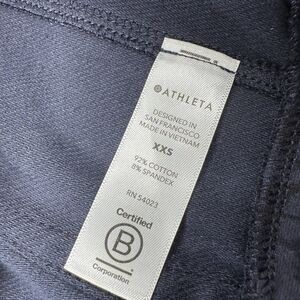 ATHLETA
DESIGNED IN
SAN FRANCISCO
MADE IN VIETNAM
XXS
92% COTTON
8% SPANDEX
RN 54023
Certified
B
Corporation